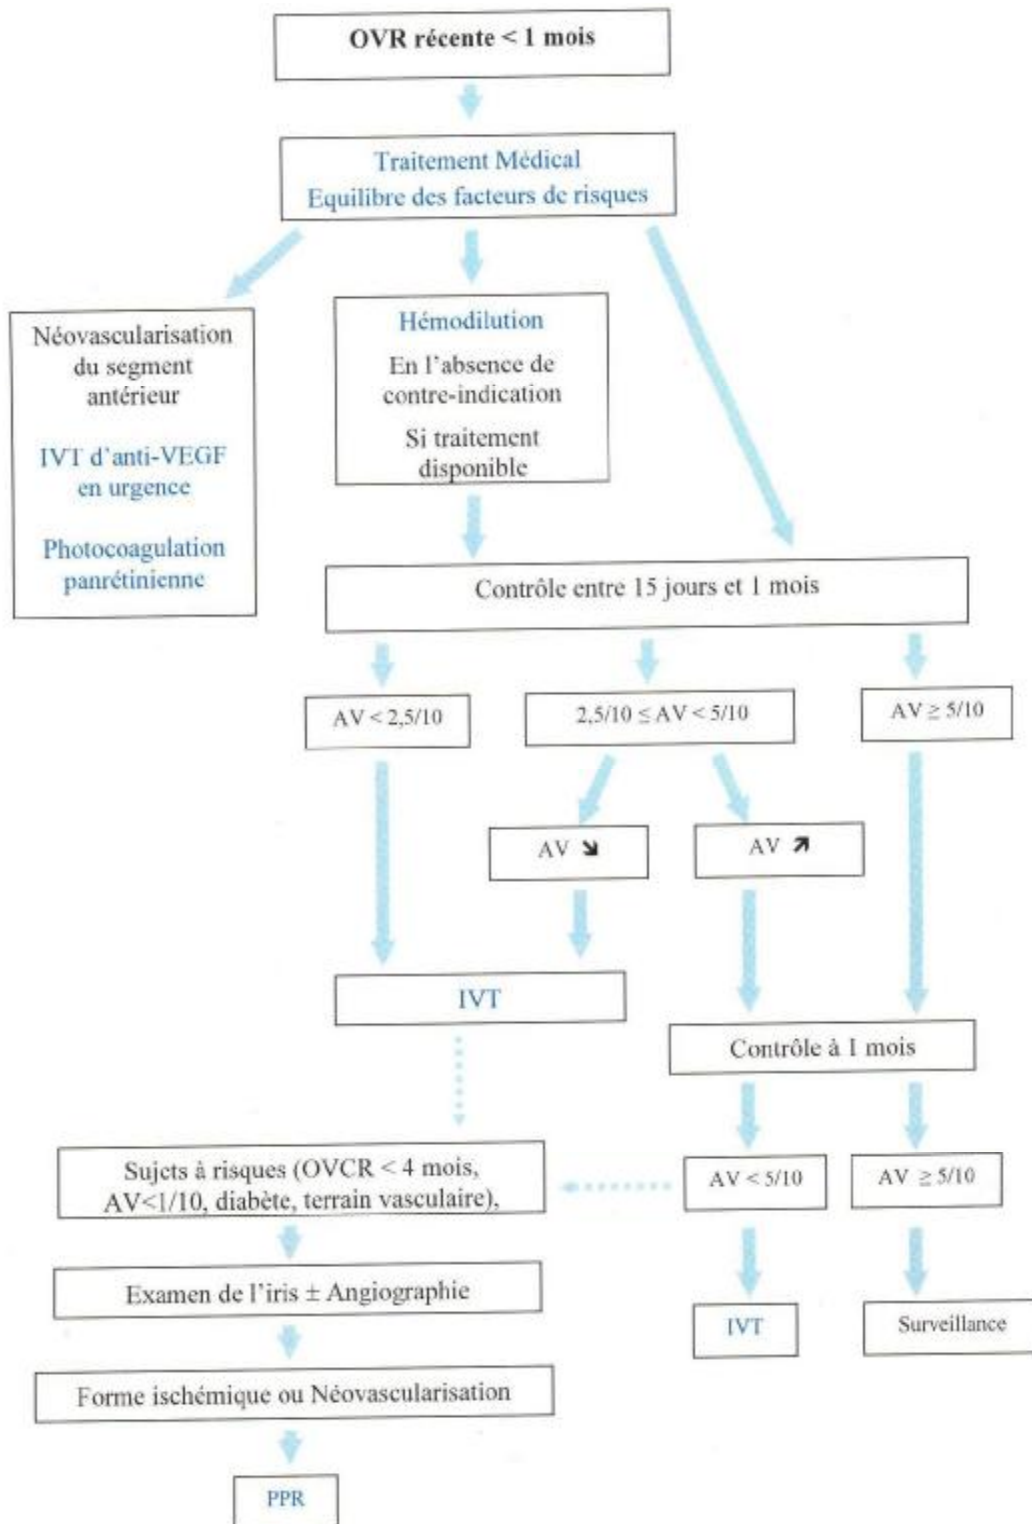 OVR récente < 1 mois
Traitement Médical
Equilibre des facteurs de risques
Néovascularisation
du segment
antérieur
IVT d'anti-VEGF
en urgence
Photocoagulation
panrétinienne
Hémodilution
En l'absence de
contre-indication
Si traitement
disponible
Contrôle entre 15 jours et 1 mois
AV < 2,5/10
2,5/10 ≤ AV < 5/10
AV ≥ 5/10
AV ↘
AV ↗
IVT
Contrôle à 1 mois
Sujets à risques (OVCR < 4 mois,
AV<1/10, diabète, terrain vasculaire),
AV < 5/10
AV ≥ 5/10
Examen de l'iris ± Angiographie
IVT
Surveillance
Forme ischémique ou Néovascularisation
PPR